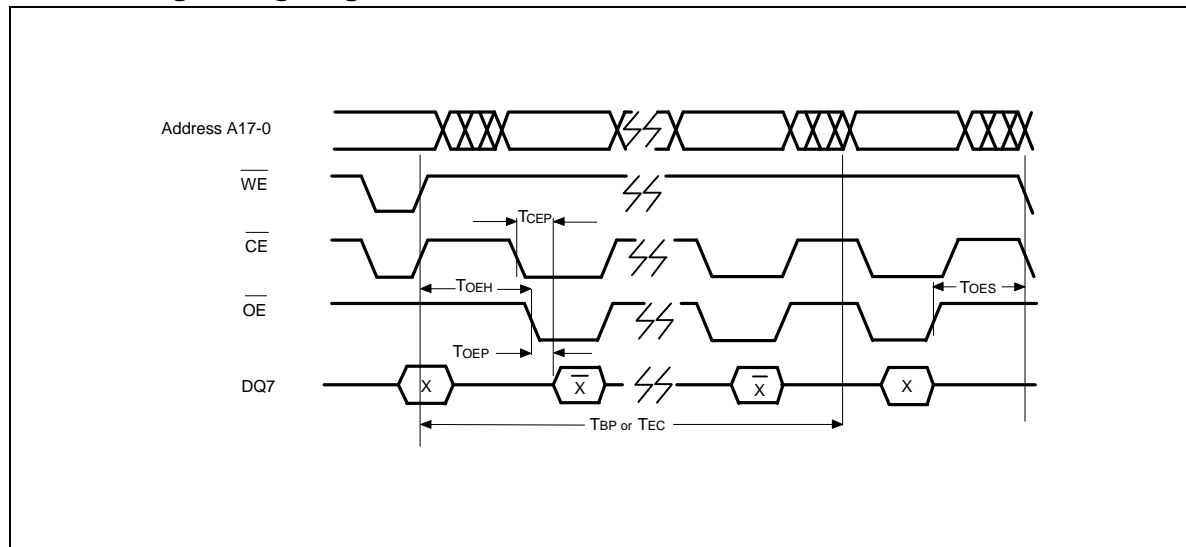 Address A17-0
WE
TCEP
CE
TOEH
TOES
OE
TOEP
DQ7
X
X
X
X
TBP or TEC